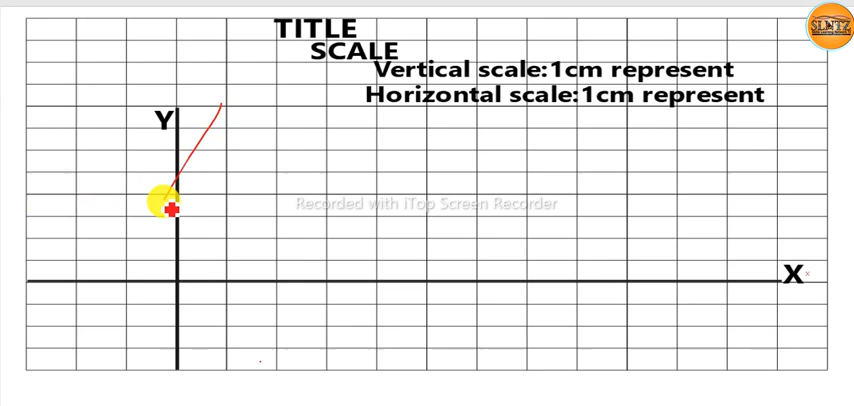 TITLE
SCALE
Vertical scale:1cm represent
Horizontal scale:1cm represent
Y
Recorded with iTop Screen Recorder
X
x